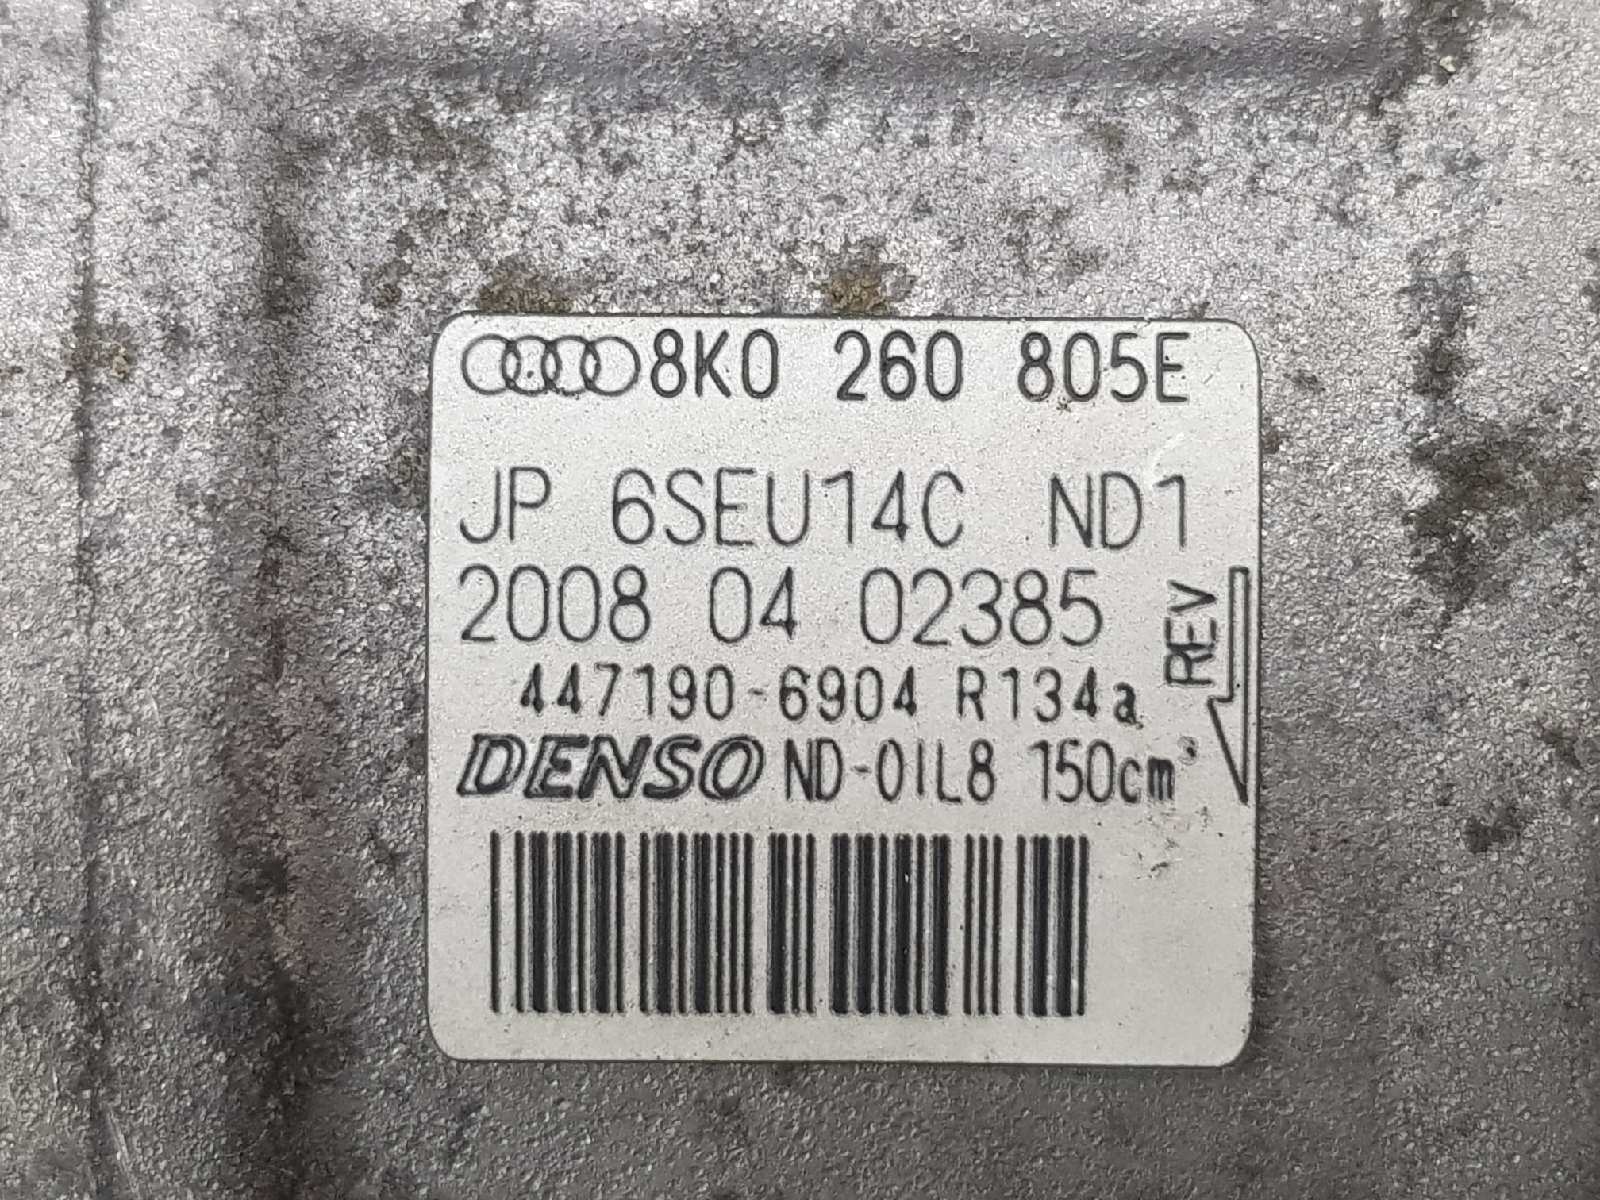 8K0 260 805E
JP 6SEU14C ND1
2008 04 02385
447190-6904 R134a
DENSO ND-OIL8 150cm³
REV